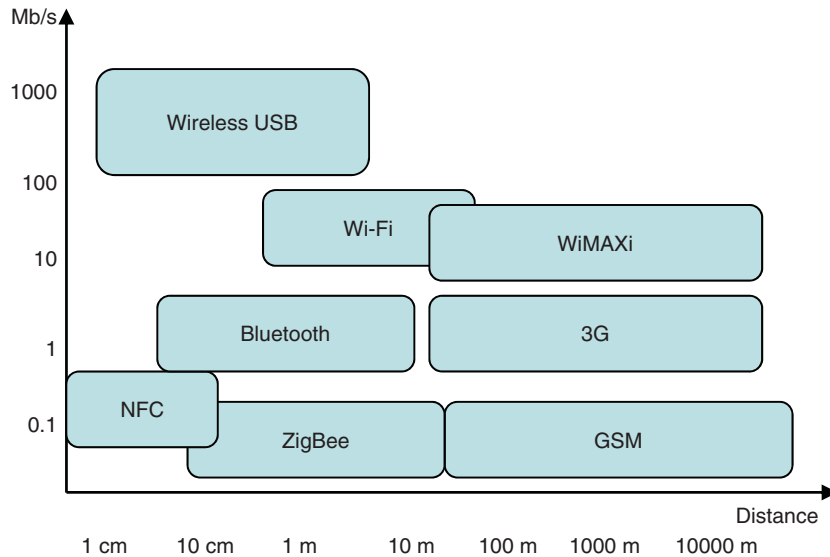 Mb/s
1000
Wireless USB
100
Wi-Fi
WiMAXi
10
Bluetooth
3G
1
NFC
0.1
ZigBee
GSM
Distance
1 cm 10 cm 1 m 10 m 100 m 1000 m 10000 m